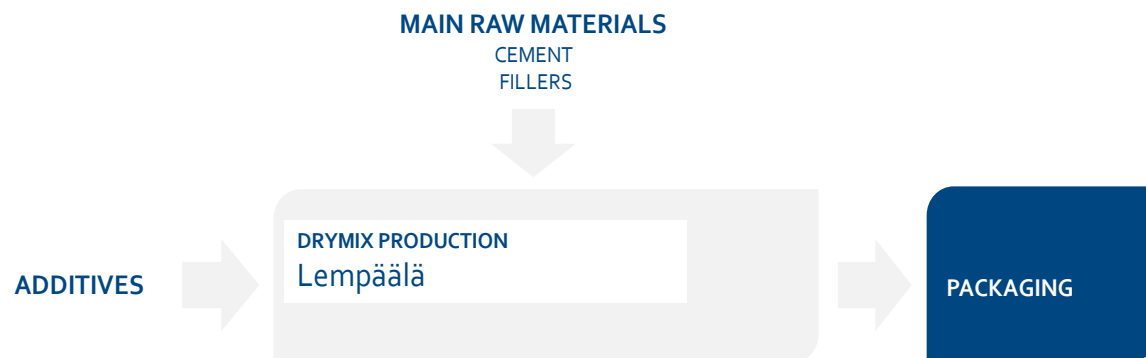 MAIN RAW MATERIALS
CEMENT
FILLERS
DRYMIX PRODUCTION
Lempäälä
ADDITIVES
PACKAGING